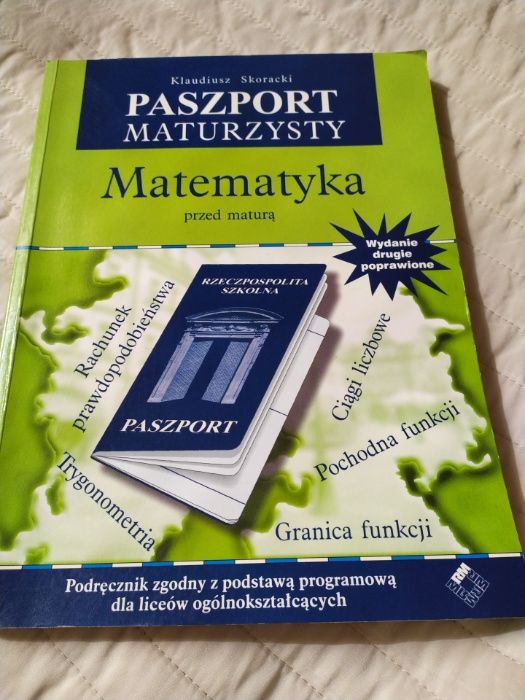 Klaudiusz Skoracki
PASZPORT
MATURZYSTY
Matematyka
przed maturą
Wydanie
drugie
poprawione
RZECZPOSPOLITA
SZKOLNA
PASZPORT
Rachunek
prawdopodobieństwa
Ciągi liczbowe
Pochodna funkcji
Trygonometria
Granica funkcji
Podręcznik zgodny z podstawą programową
dla liceów ogólnokształcących